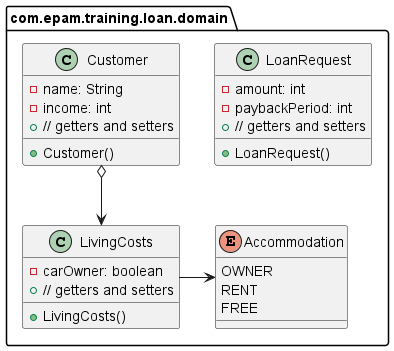 com.epam.training.loan.domain
C Customer
name: String
income: int
// getters and setters
Customer()
C LoanRequest
amount: int
paybackPeriod: int
// getters and setters
LoanRequest()
C LivingCosts
carOwner: boolean
// getters and setters
LivingCosts()
E Accommodation
OWNER
RENT
FREE